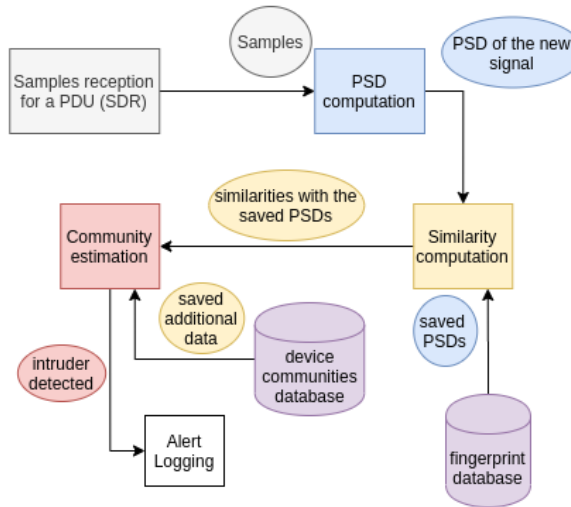 Samples
PSD of the new
signal
Samples reception
for a PDU (SDR)
PSD
computation
similarities with the
saved PSDs
Community
estimation
Similarity
computation
saved
additional
data
saved
PSDs
intruder
detected
device
communities
database
Alert
Logging
fingerprint
database